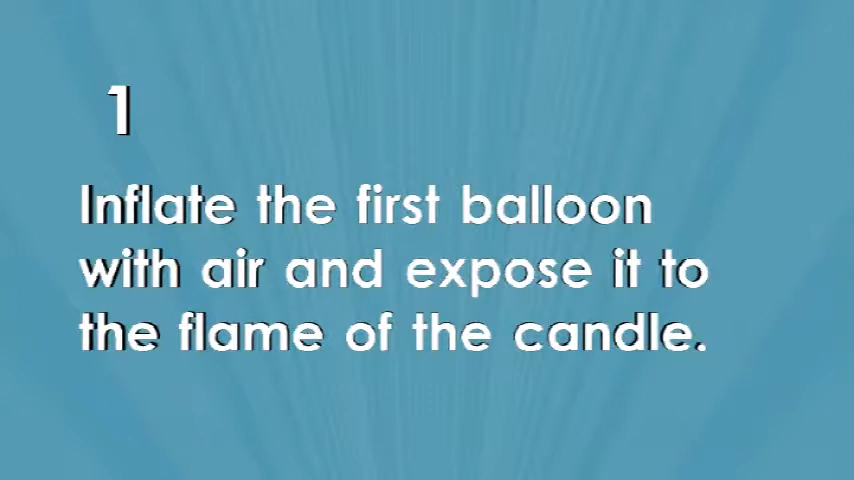 1
Inflate the first balloon
with air and expose it to
the flame of the candle.